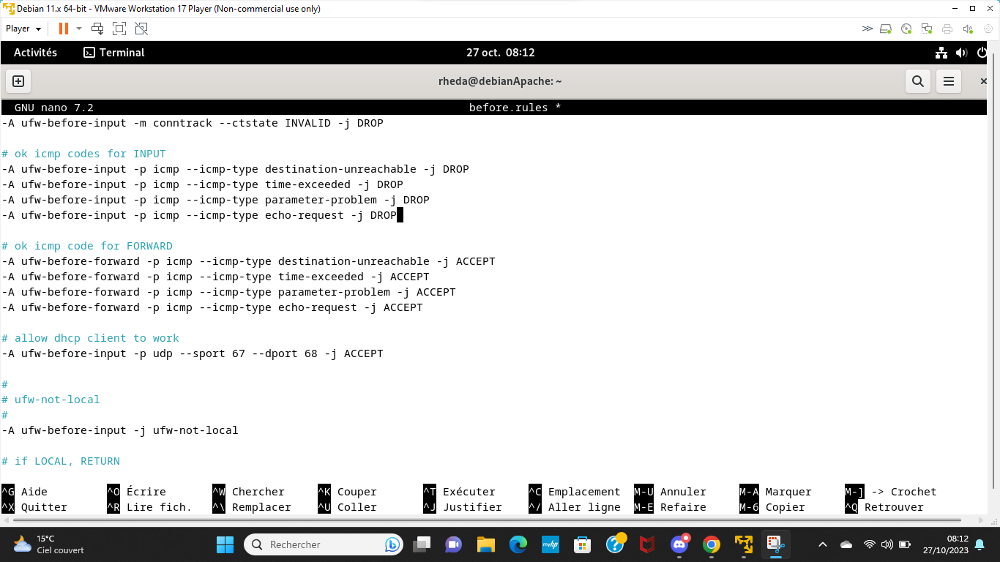 Debian 11.x 64-bit - VMware Workstation 17 Player (Non-commercial use only)
Player
Activités Terminal 27 oct. 08:12
rheda@debianApache: ~
GNU nano 7.2 before.rules *
-A ufw-before-input -m conntrack --ctstate INVALID -j DROP
# ok icmp codes for INPUT
-A ufw-before-input -p icmp --icmp-type destination-unreachable -j DROP
-A ufw-before-input -p icmp --icmp-type time-exceeded -j DROP
-A ufw-before-input -p icmp --icmp-type parameter-problem -j DROP
-A ufw-before-input -p icmp --icmp-type echo-request -j DROP
# ok icmp code for FORWARD
-A ufw-before-forward -p icmp --icmp-type destination-unreachable -j ACCEPT
-A ufw-before-forward -p icmp --icmp-type time-exceeded -j ACCEPT
-A ufw-before-forward -p icmp --icmp-type parameter-problem -j ACCEPT
-A ufw-before-forward -p icmp --icmp-type echo-request -j ACCEPT
# allow dhcp client to work
-A ufw-before-input -p udp --sport 67 --dport 68 -j ACCEPT
#
# ufw-not-local
#
-A ufw-before-input -j ufw-not-local
# if LOCAL, RETURN
^G Aide ^O Écrire ^W Chercher ^K Couper ^T Exécuter ^C Emplacement M-U Annuler M-A Marquer M-] -> Crochet
^X Quitter ^R Lire fich. ^\ Remplacer ^U Coller ^J Justifier ^/ Aller ligne M-E Refaire M-6 Copier ^Q Retrouver
15°C
Ciel couvert
Rechercher
myhp
08:12
27/10/2023